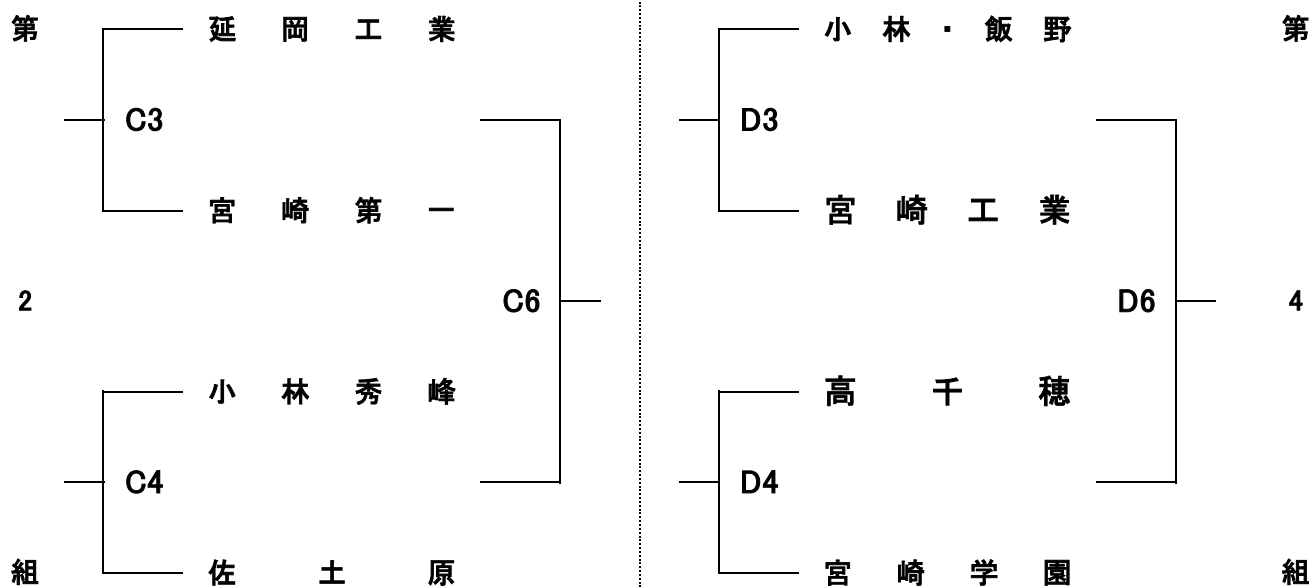 第 延岡工業 小林・飯野 第
C3 D3
宮崎第一 宮崎工業
2 C6 D6 4
小林秀峰 高千穂
C4 D4
組 佐土原 宮崎学園 組